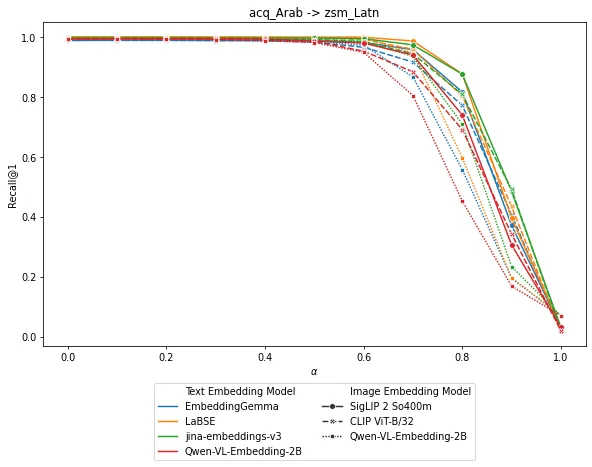 acq_Arab -> zsm_Latn
Recall@1
1.0
0.8
0.6
0.4
0.2
0.0
0.0 0.2 0.4 0.6 0.8 1.0
α
Text Embedding Model
EmbeddingGemma
LaBSE
jina-embeddings-v3
Qwen-VL-Embedding-2B
Image Embedding Model
SigLIP 2 So400m
CLIP ViT-B/32
Qwen-VL-Embedding-2B